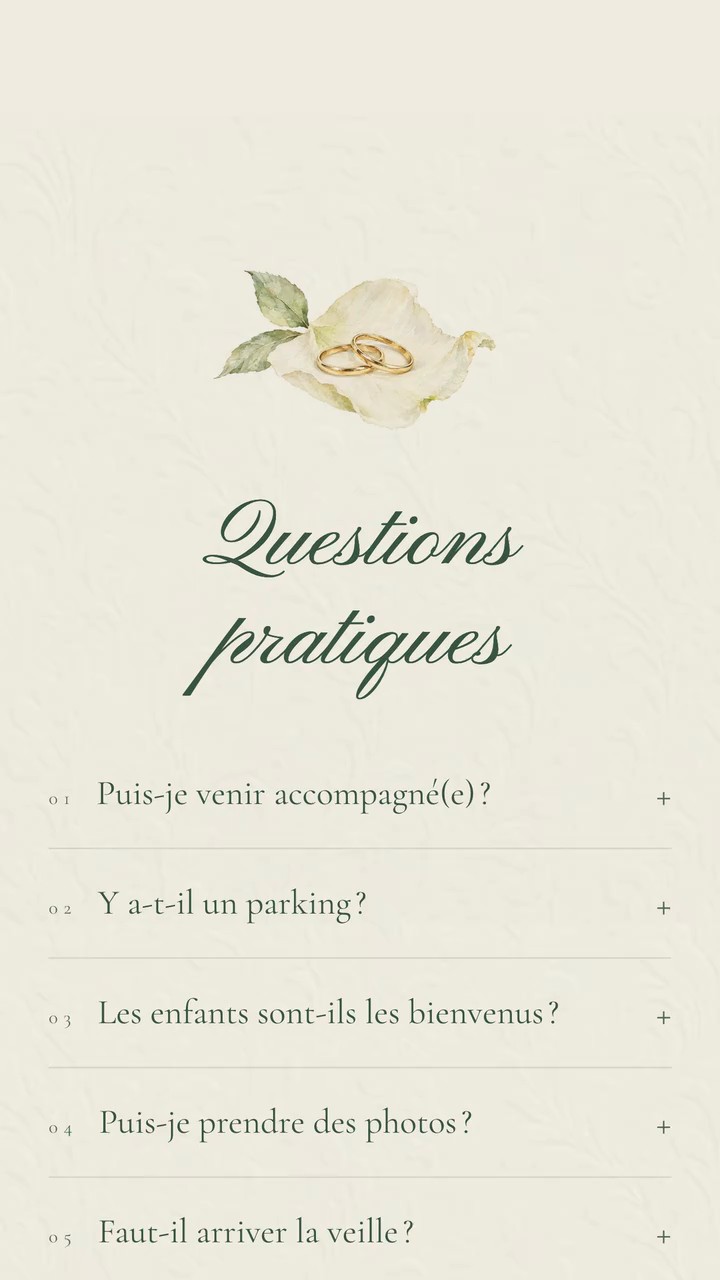 Questions
pratiques
01 Puis-je venir accompagné(e) ? +
02 Y a-t-il un parking ? +
03 Les enfants sont-ils les bienvenus ? +
04 Puis-je prendre des photos ? +
05 Faut-il arriver la veille ? +